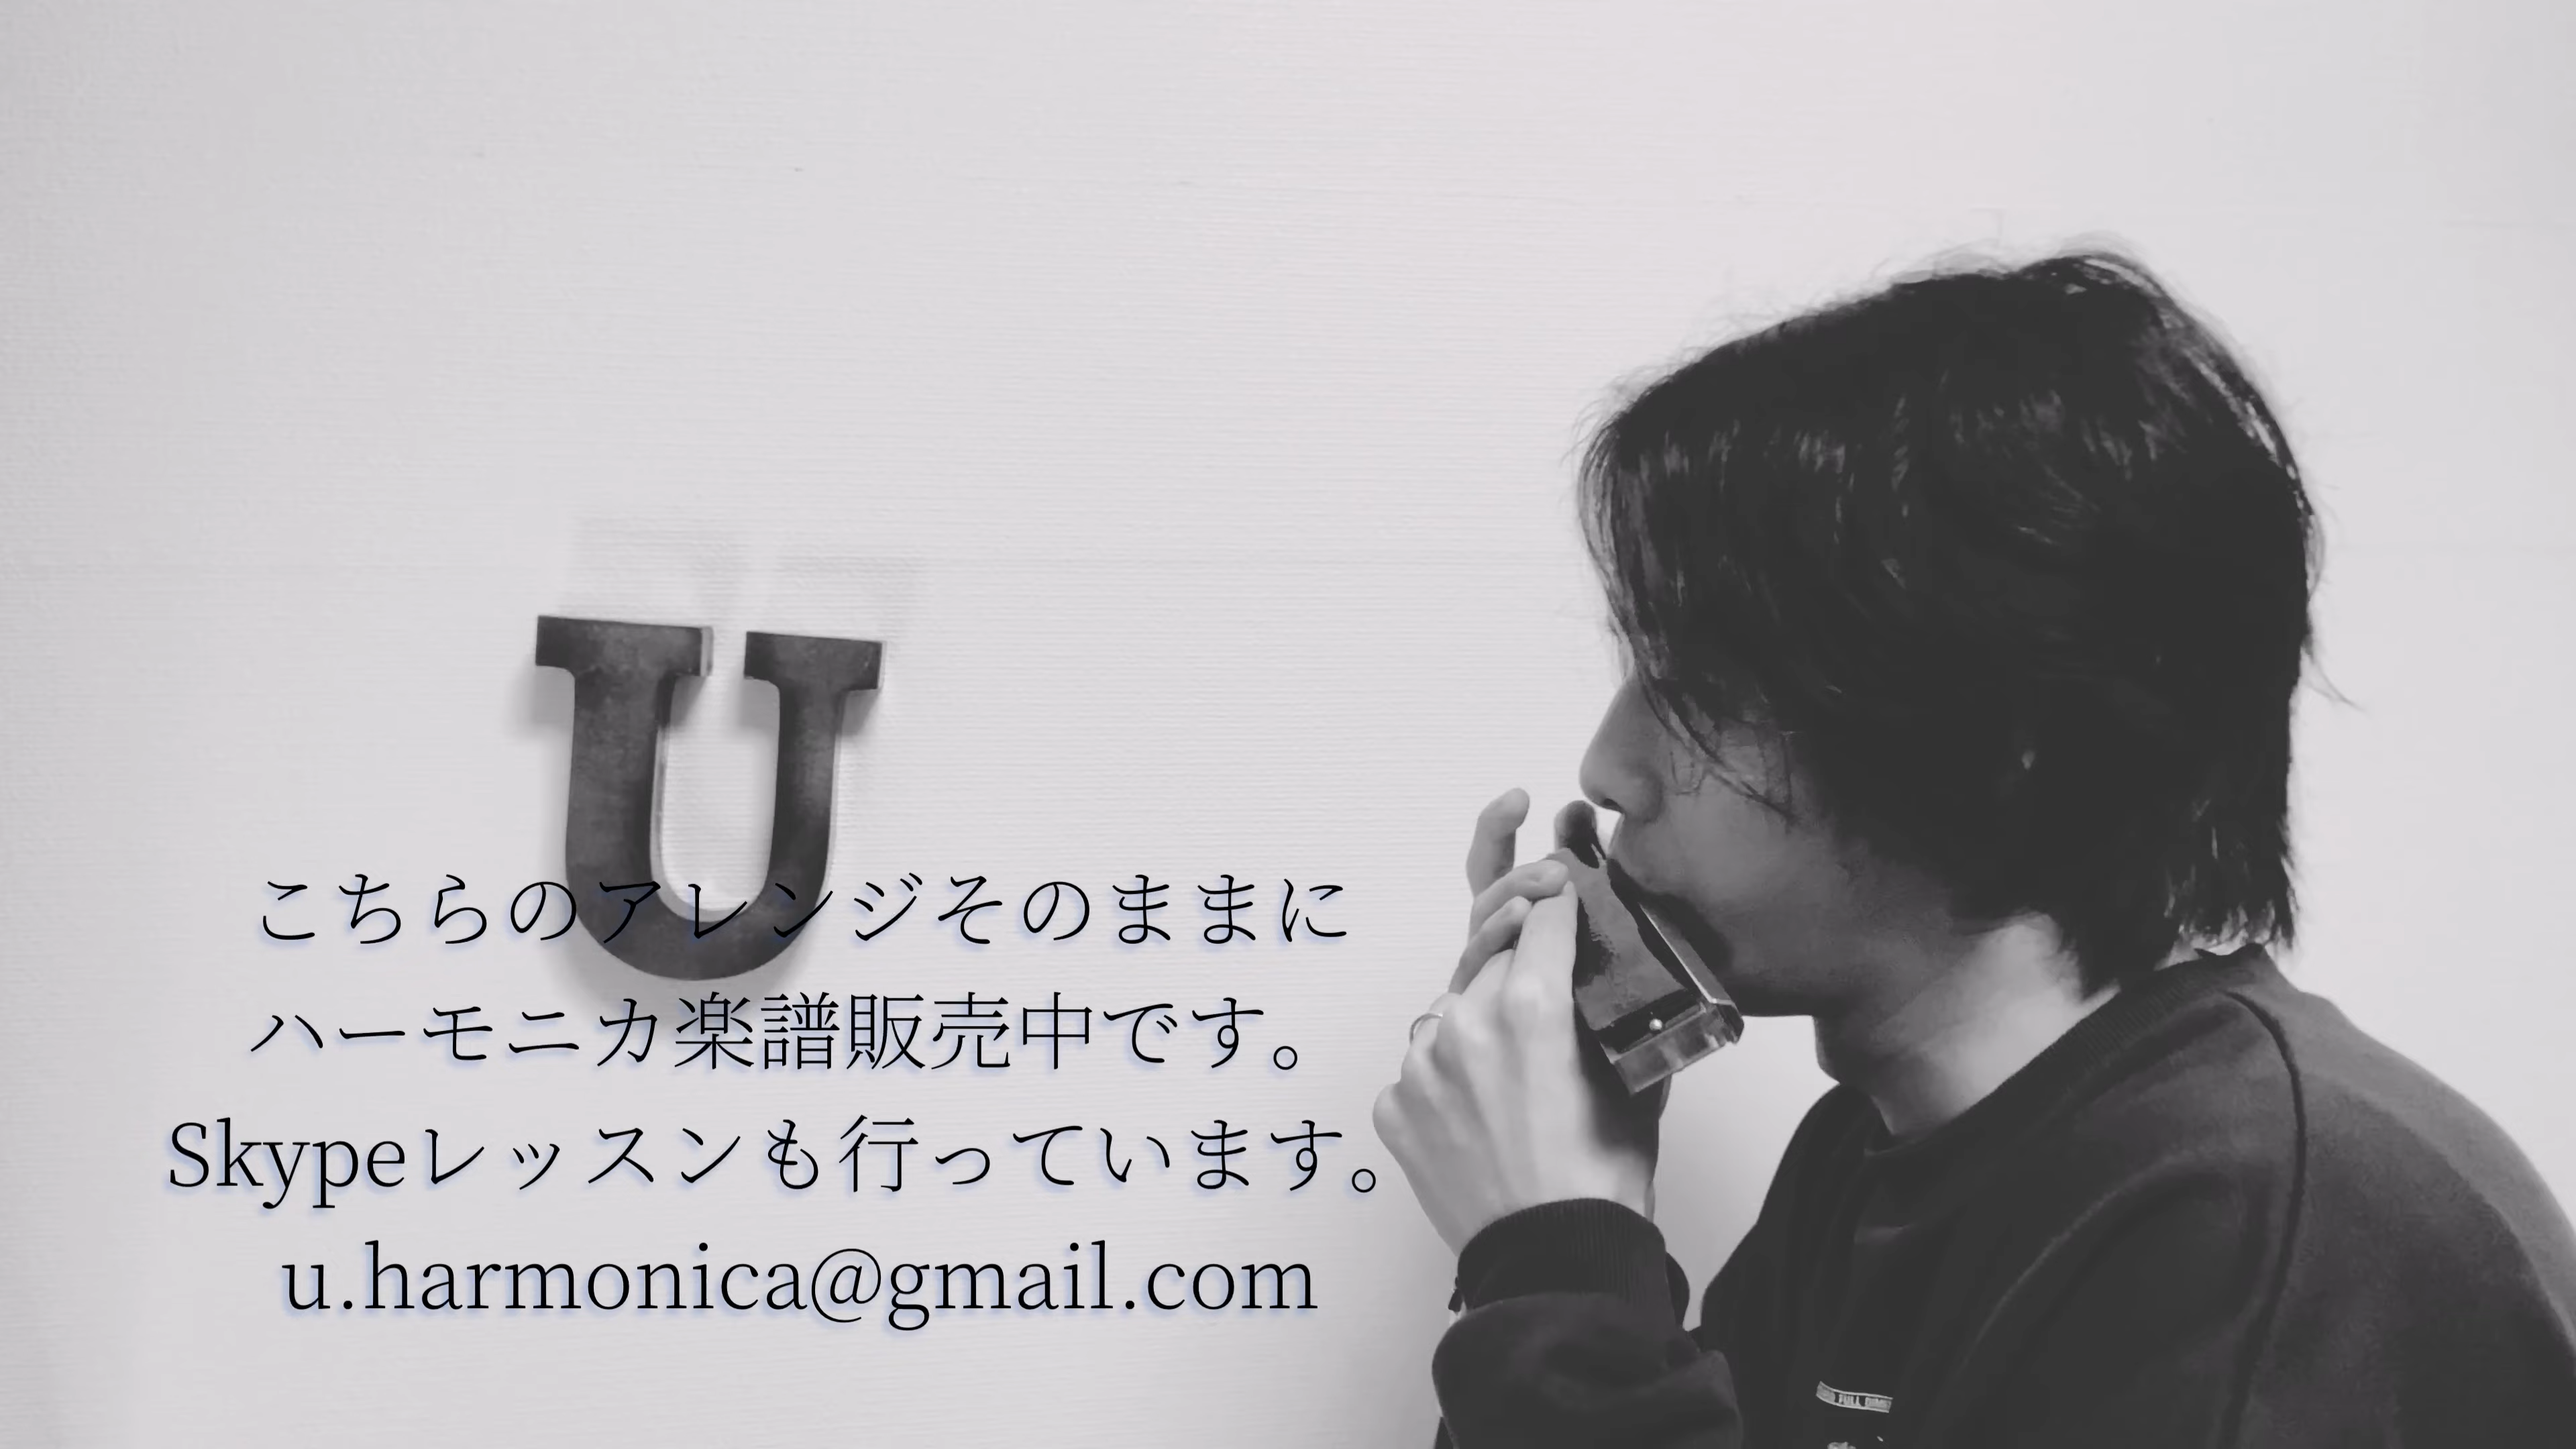 U
こちらのアレンジそのままに
ハーモニカ楽譜販売中です。
Skypeレッスンも行っています。
u.harmonica@gmail.com
FULL